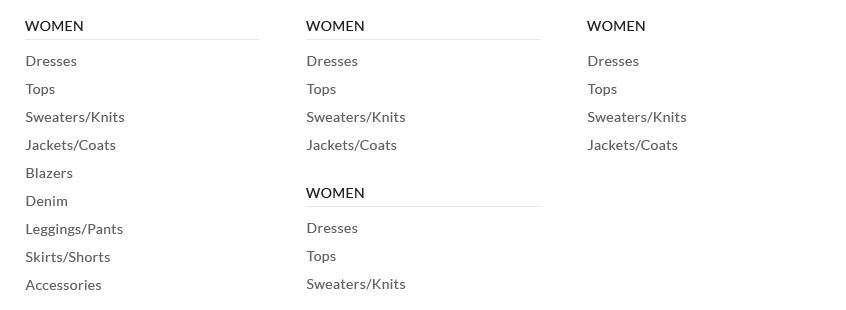 WOMEN
Dresses
Tops
Sweaters/Knits
Jackets/Coats
Blazers
Denim
Leggings/Pants
Skirts/Shorts
Accessories
WOMEN
Dresses
Tops
Sweaters/Knits
Jackets/Coats
WOMEN
Dresses
Tops
Sweaters/Knits
WOMEN
Dresses
Tops
Sweaters/Knits
Jackets/Coats